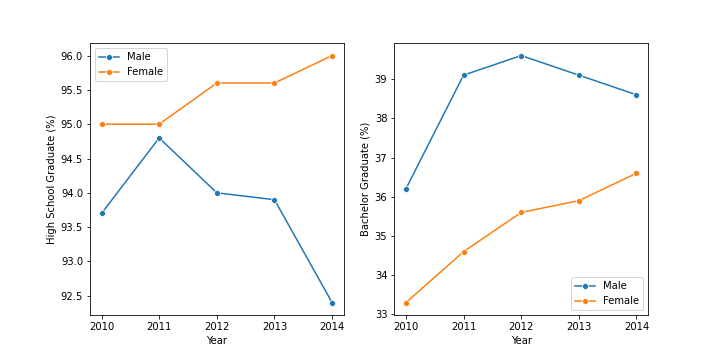 High School Graduate (%)
96.0
95.5
95.0
94.5
94.0
93.5
93.0
92.5
Male
Female
2010 2011 2012 2013 2014
Year
Bachelor Graduate (%)
39
38
37
36
35
34
33
Male
Female
2010 2011 2012 2013 2014
Year